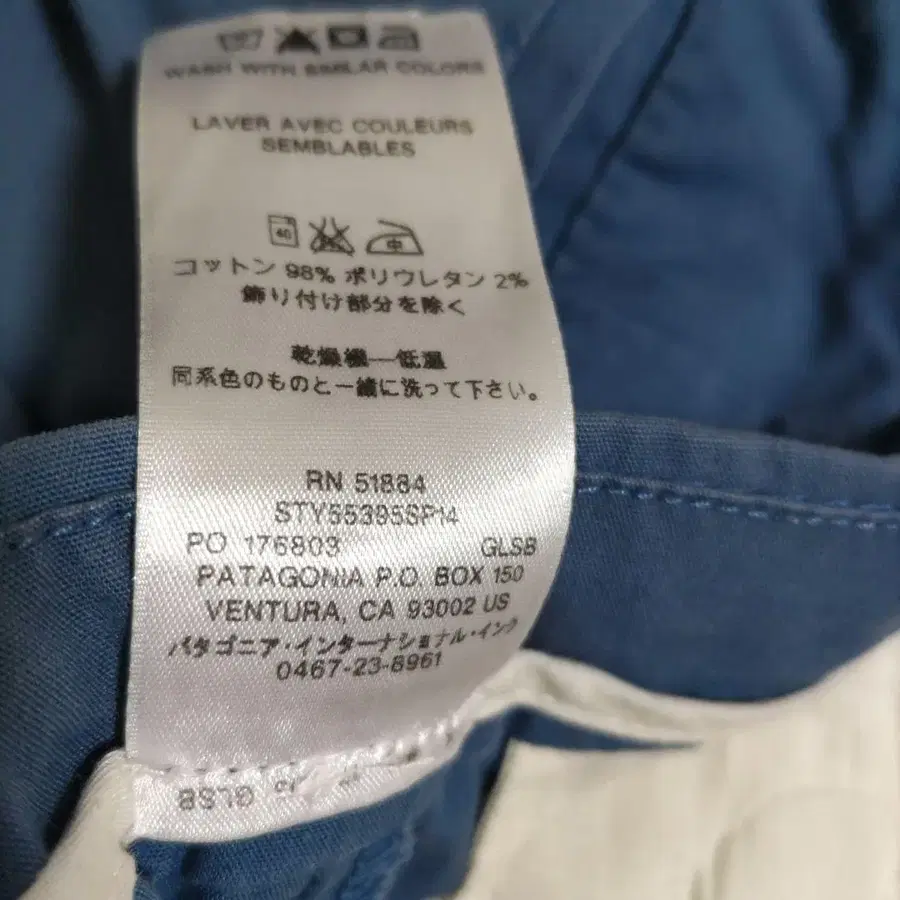 WASH WITH SIMILAR COLORS
LAVER AVEC COULEURS
SEMBLABLES
40 中
コットン 98% ポリウレタン 2%
飾り付け部分を除く
乾燥機—低温
同系色のものと一緒に洗って下さい。
RN 51884
STY55395SP14
PO 176803 GLSB
PATAGONIA P.O. BOX 150
VENTURA, CA 93002 US
パタゴニア・インターナショナル・インク
0467-23-8961
GLSB